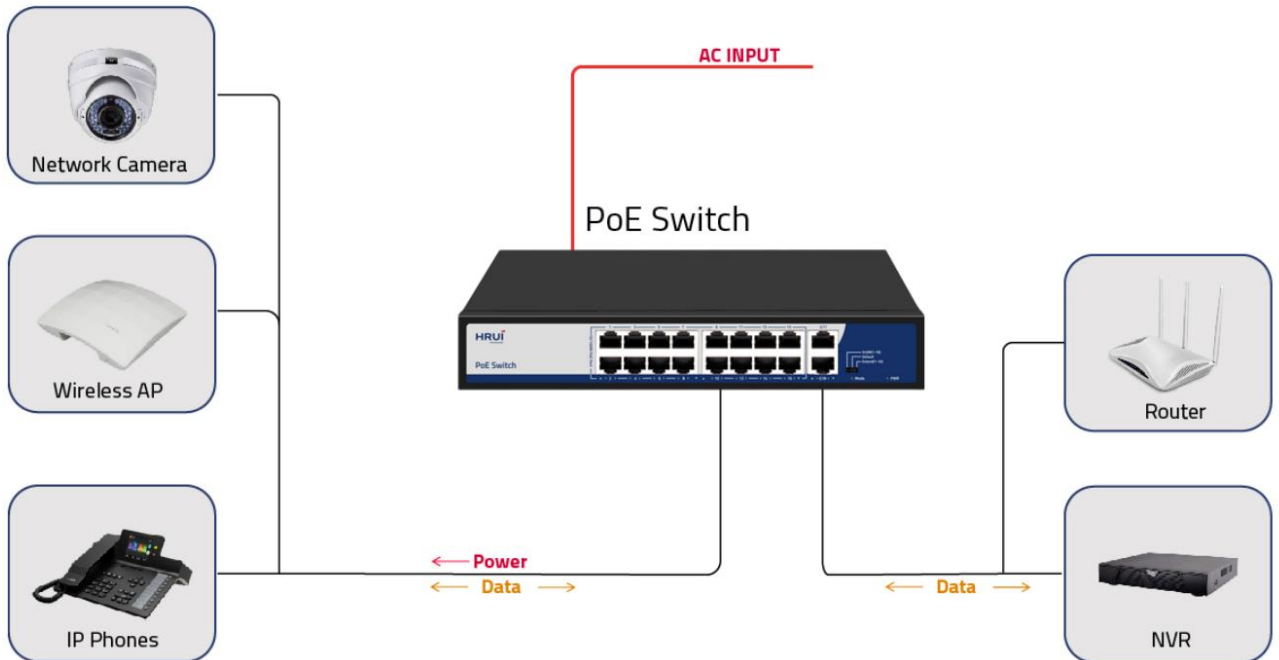 AC INPUT
Network Camera
PoE Switch
HRUI
PoE Switch
Wireless AP
Router
Power
Data
Data
IP Phones
NVR